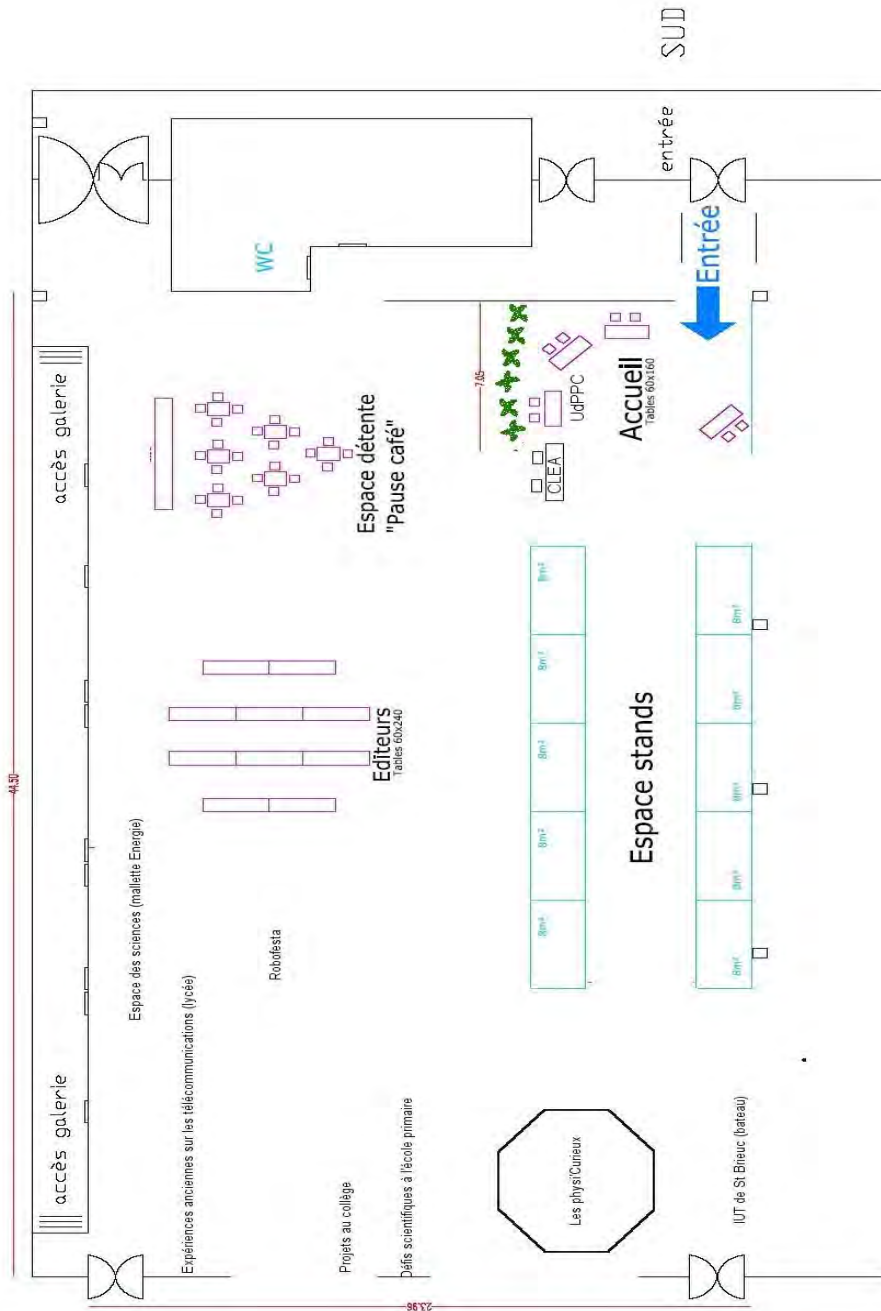 SUD
entrée
Entrée
WC
accès galerie
44.50
7.05
UdPPC
Accueil
Tables 60x160
CLEA
Espace détente
"Pause café"
Editeurs
Tables 60x240
8m²
8m²
8m²
8m²
8m²
Espace stands
8m²
8m²
8m²
8m²
8m²
Espace des sciences (mallette Energie)
Robofesta
Expériences anciennes sur les télécommunications (lycée)
accès galerie
Projets au collège
Défis scientifiques à l'école primaire
Les physi'Curieux
IUT de St Brieuc (bateau)
23.96